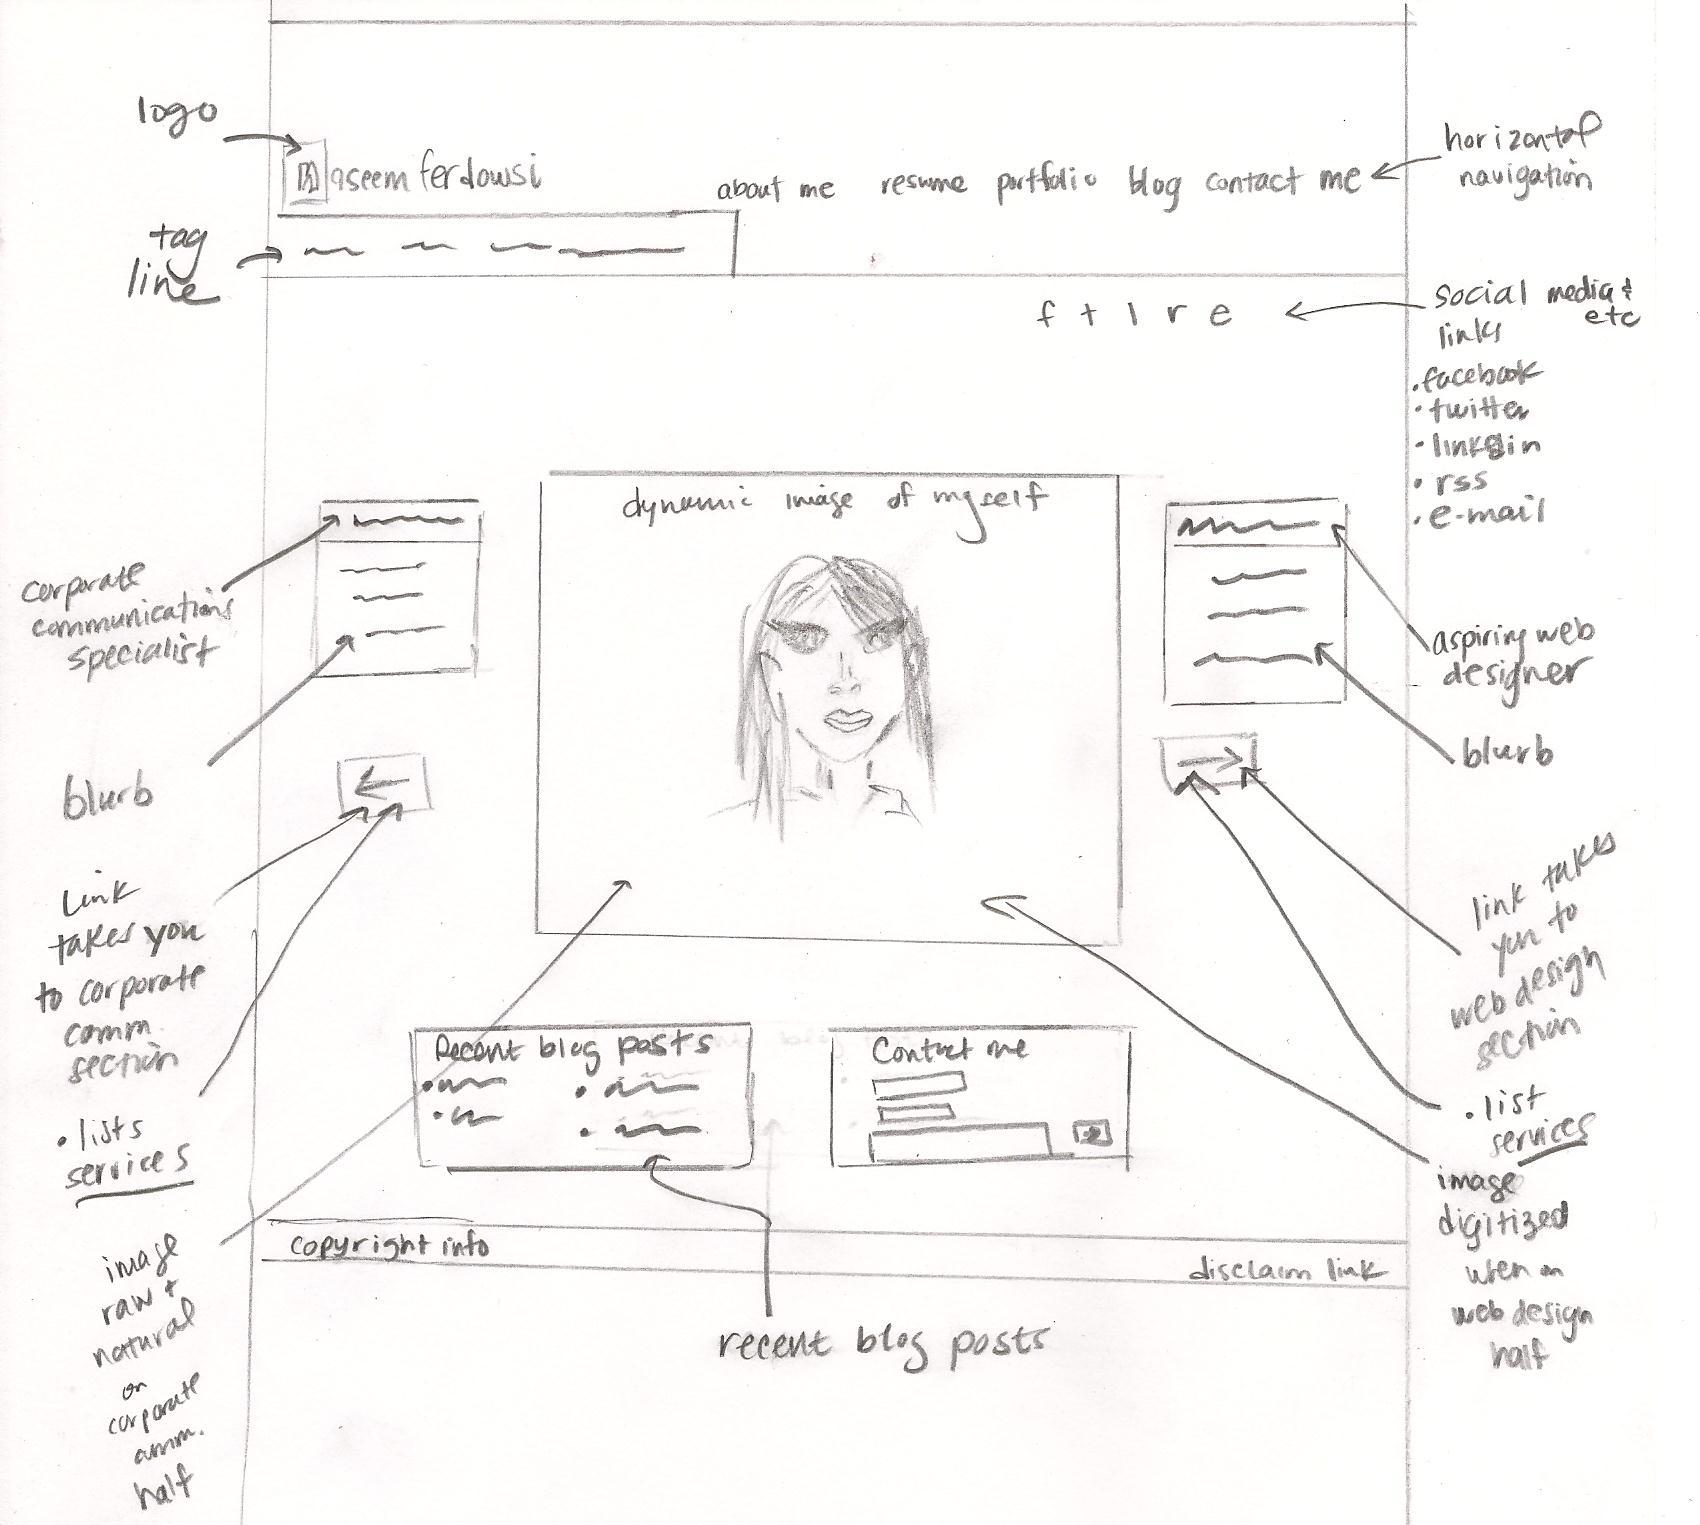 logo
naseem ferdowsi
about me resume portfolio blog contact me
horizontal
navigation
tag
line
f t l r e
social media &
etc
links
• facebook
• twitter
• linkedin
• rss
• e-mail
dynamic image of myself
corporate
communications
specialist
blurb
aspiring web
designer
blurb
link
takes you
to corporate
comm
section
• lists
services
link takes
you to
web design
section
• list
services
Recent blog posts
Contact me
image
raw +
natural
on
corporate
comm.
half
image
digitized
when on
web design
half
copyright info
disclaim link
recent blog posts